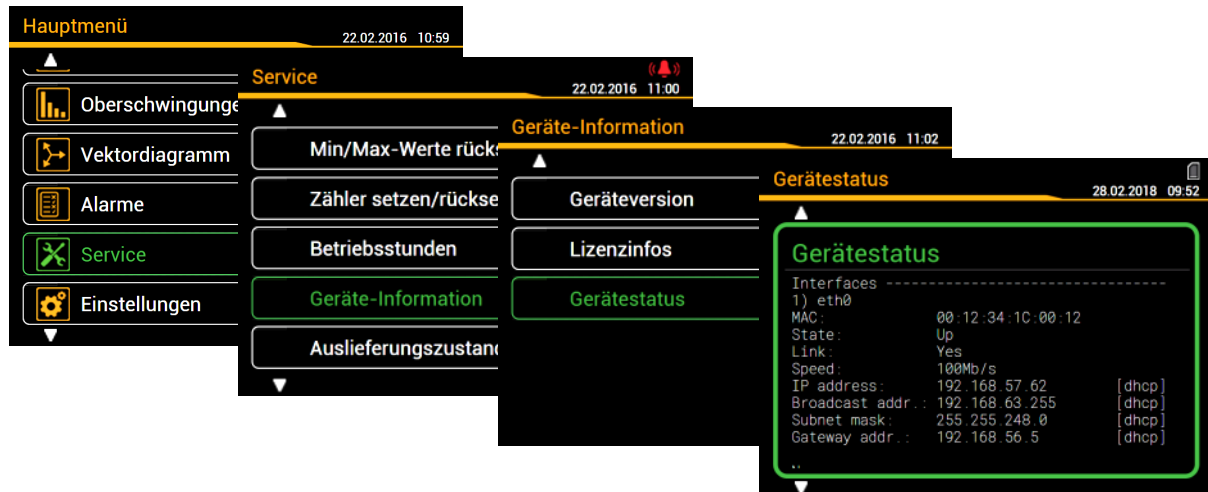 Hauptmenü
22.02.2016 10:59
Oberschwingunge
Vektordiagramm
Alarme
Service
Einstellungen
Service
22.02.2016 11:00
Min/Max-Werte rücks
Zähler setzen/rückse
Betriebsstunden
Geräte-Information
Auslieferungszustand
Geräte-Information
22.02.2016 11:02
Geräteversion
Lizenzinfos
Gerätestatus
Gerätestatus
28.02.2018 09:52
Gerätestatus
Interfaces ----------------------------------
1) eth0
MAC: 00:12:34:1C:00:12
State: Up
Link: Yes
Speed: 100Mb/s
IP address: 192.168.57.62 [dhcp]
Broadcast addr.: 192.168.63.255 [dhcp]
Subnet mask: 255.255.248.0 [dhcp]
Gateway addr.: 192.168.56.5 [dhcp]